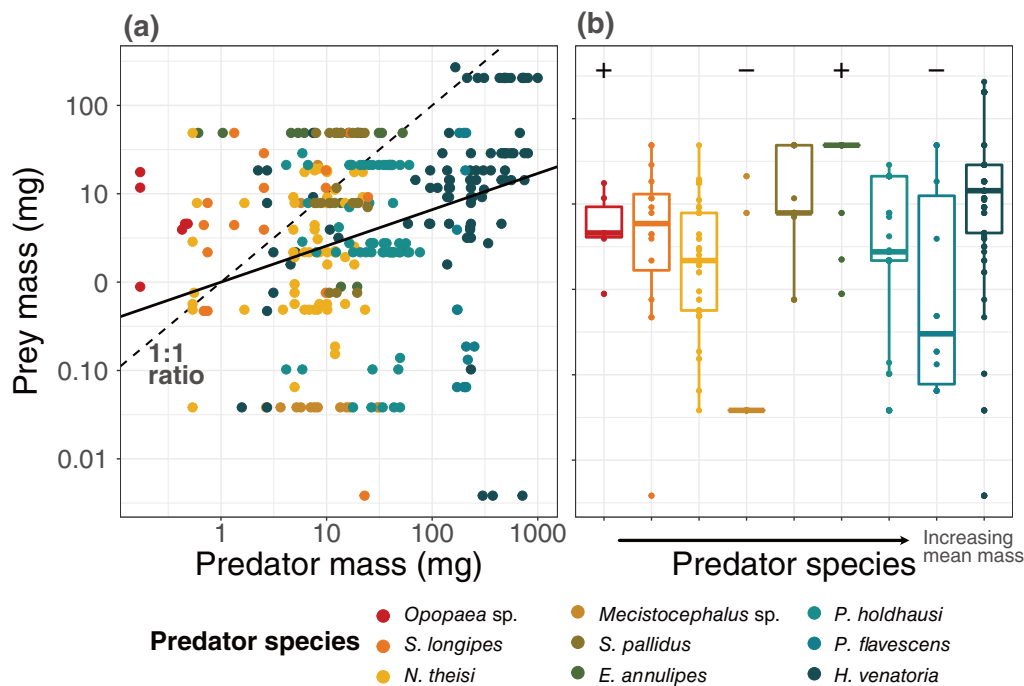 (a)
(b)
Prey mass (mg)
100
10
0
0.10
0.01
1:1
ratio
1
10
100
1000
Predator mass (mg)
+
−
+
−
Predator species
Increasing
mean mass
Predator species
Opopaea sp.
S. longipes
N. theisi
Mecistocephalus sp.
S. pallidus
E. annulipes
P. holdhausi
P. flavescens
H. venatoria